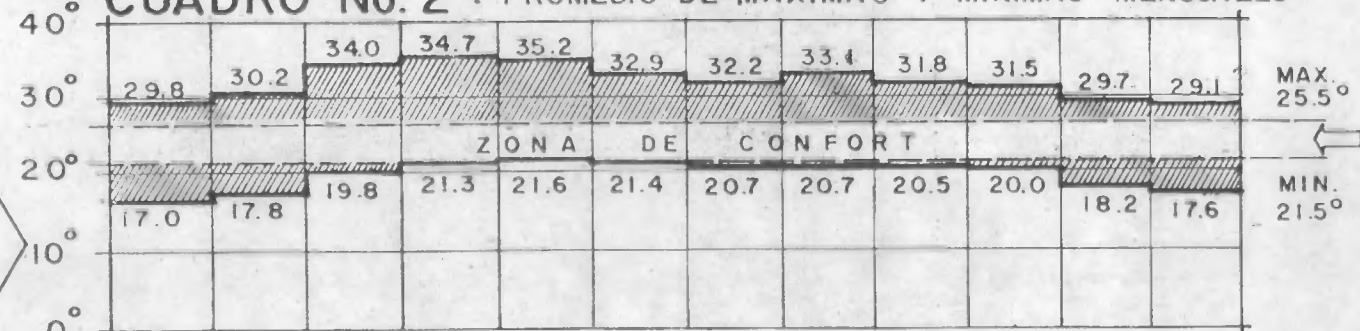 CUADRO No. 2 : PROMEDIO DE MAXIMAS Y MINIMAS MENSUALES
40°
29.8 30.2 34.0 34.7 35.2 32.9 32.2 33.1 31.8 31.5 29.7 29.1
30°
MAX.
25.5°
ZONA DE CONFORT
20°
17.0 17.8 19.8 21.3 21.6 21.4 20.7 20.7 20.5 20.0 18.2 17.6
MIN.
21.5°
10°
0°